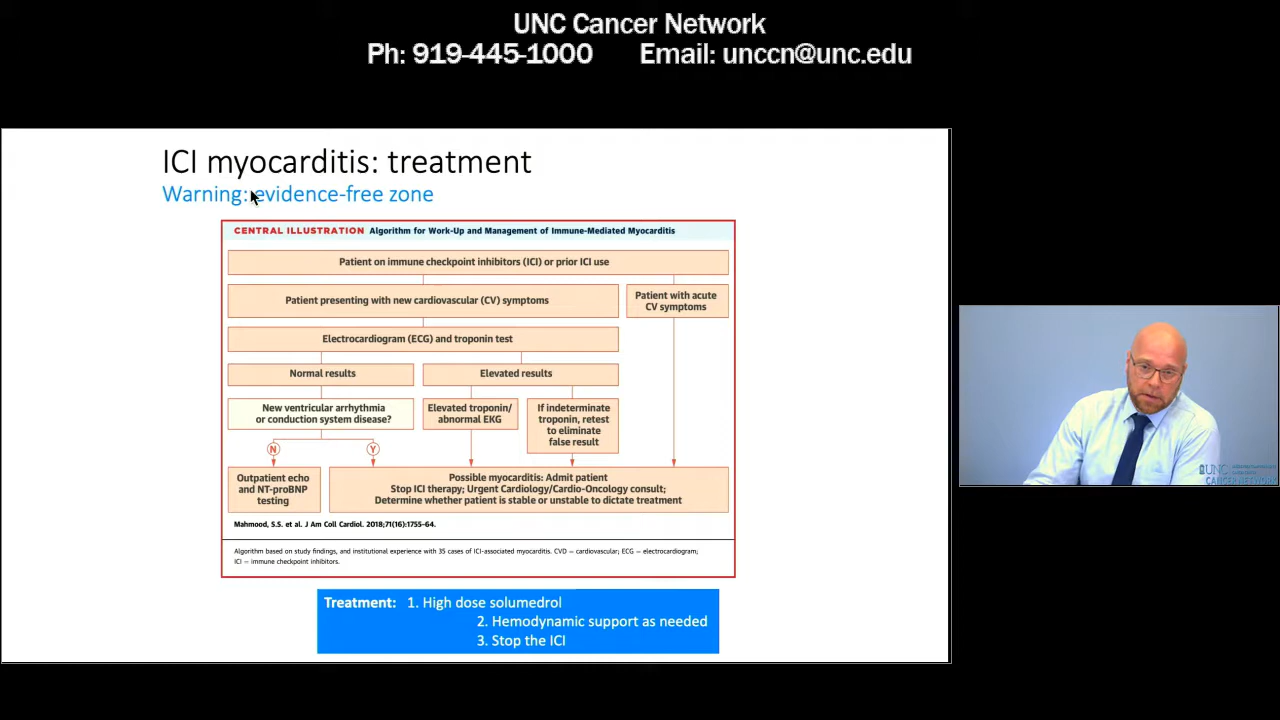 UNC Cancer Network
Ph: 919-445-1000 Email: unccn@unc.edu
ICI myocarditis: treatment
Warning: evidence-free zone
CENTRAL ILLUSTRATION Algorithm for Work-Up and Management of Immune-Mediated Myocarditis
Patient on immune checkpoint inhibitors (ICI) or prior ICI use
Patient presenting with new cardiovascular (CV) symptoms
Patient with acute
CV symptoms
Electrocardiogram (ECG) and troponin test
Normal results
Elevated results
New ventricular arrhythmia
or conduction system disease?
Elevated troponin/
abnormal EKG
If indeterminate
troponin, retest
to eliminate
false result
N
Y
Outpatient echo
and NT-proBNP
testing
Possible myocarditis: Admit patient
Stop ICI therapy; Urgent Cardiology/Cardio-Oncology consult;
Determine whether patient is stable or unstable to dictate treatment
Mahmood, S.S. et al. J Am Coll Cardiol. 2018;71(16):1755-64.
Algorithm based on study findings, and institutional experience with 35 cases of ICI-associated myocarditis. CVD = cardiovascular; ECG = electrocardiogram;
ICI = immune checkpoint inhibitors.
Treatment: 1. High dose solumedrol
2. Hemodynamic support as needed
3. Stop the ICI
UNC
CANCER NETWORK